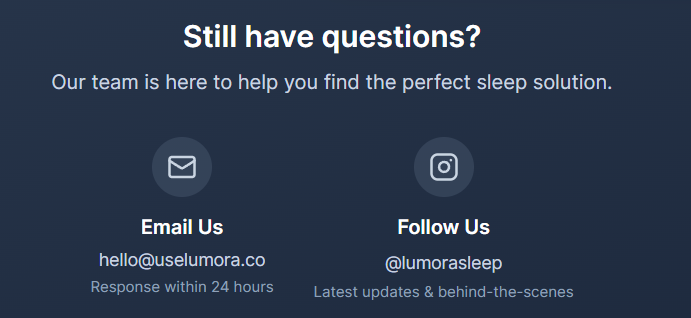 Still have questions?
Our team is here to help you find the perfect sleep solution.
Email Us
hello@uselumora.co
Response within 24 hours
Follow Us
@lumorasleep
Latest updates & behind-the-scenes